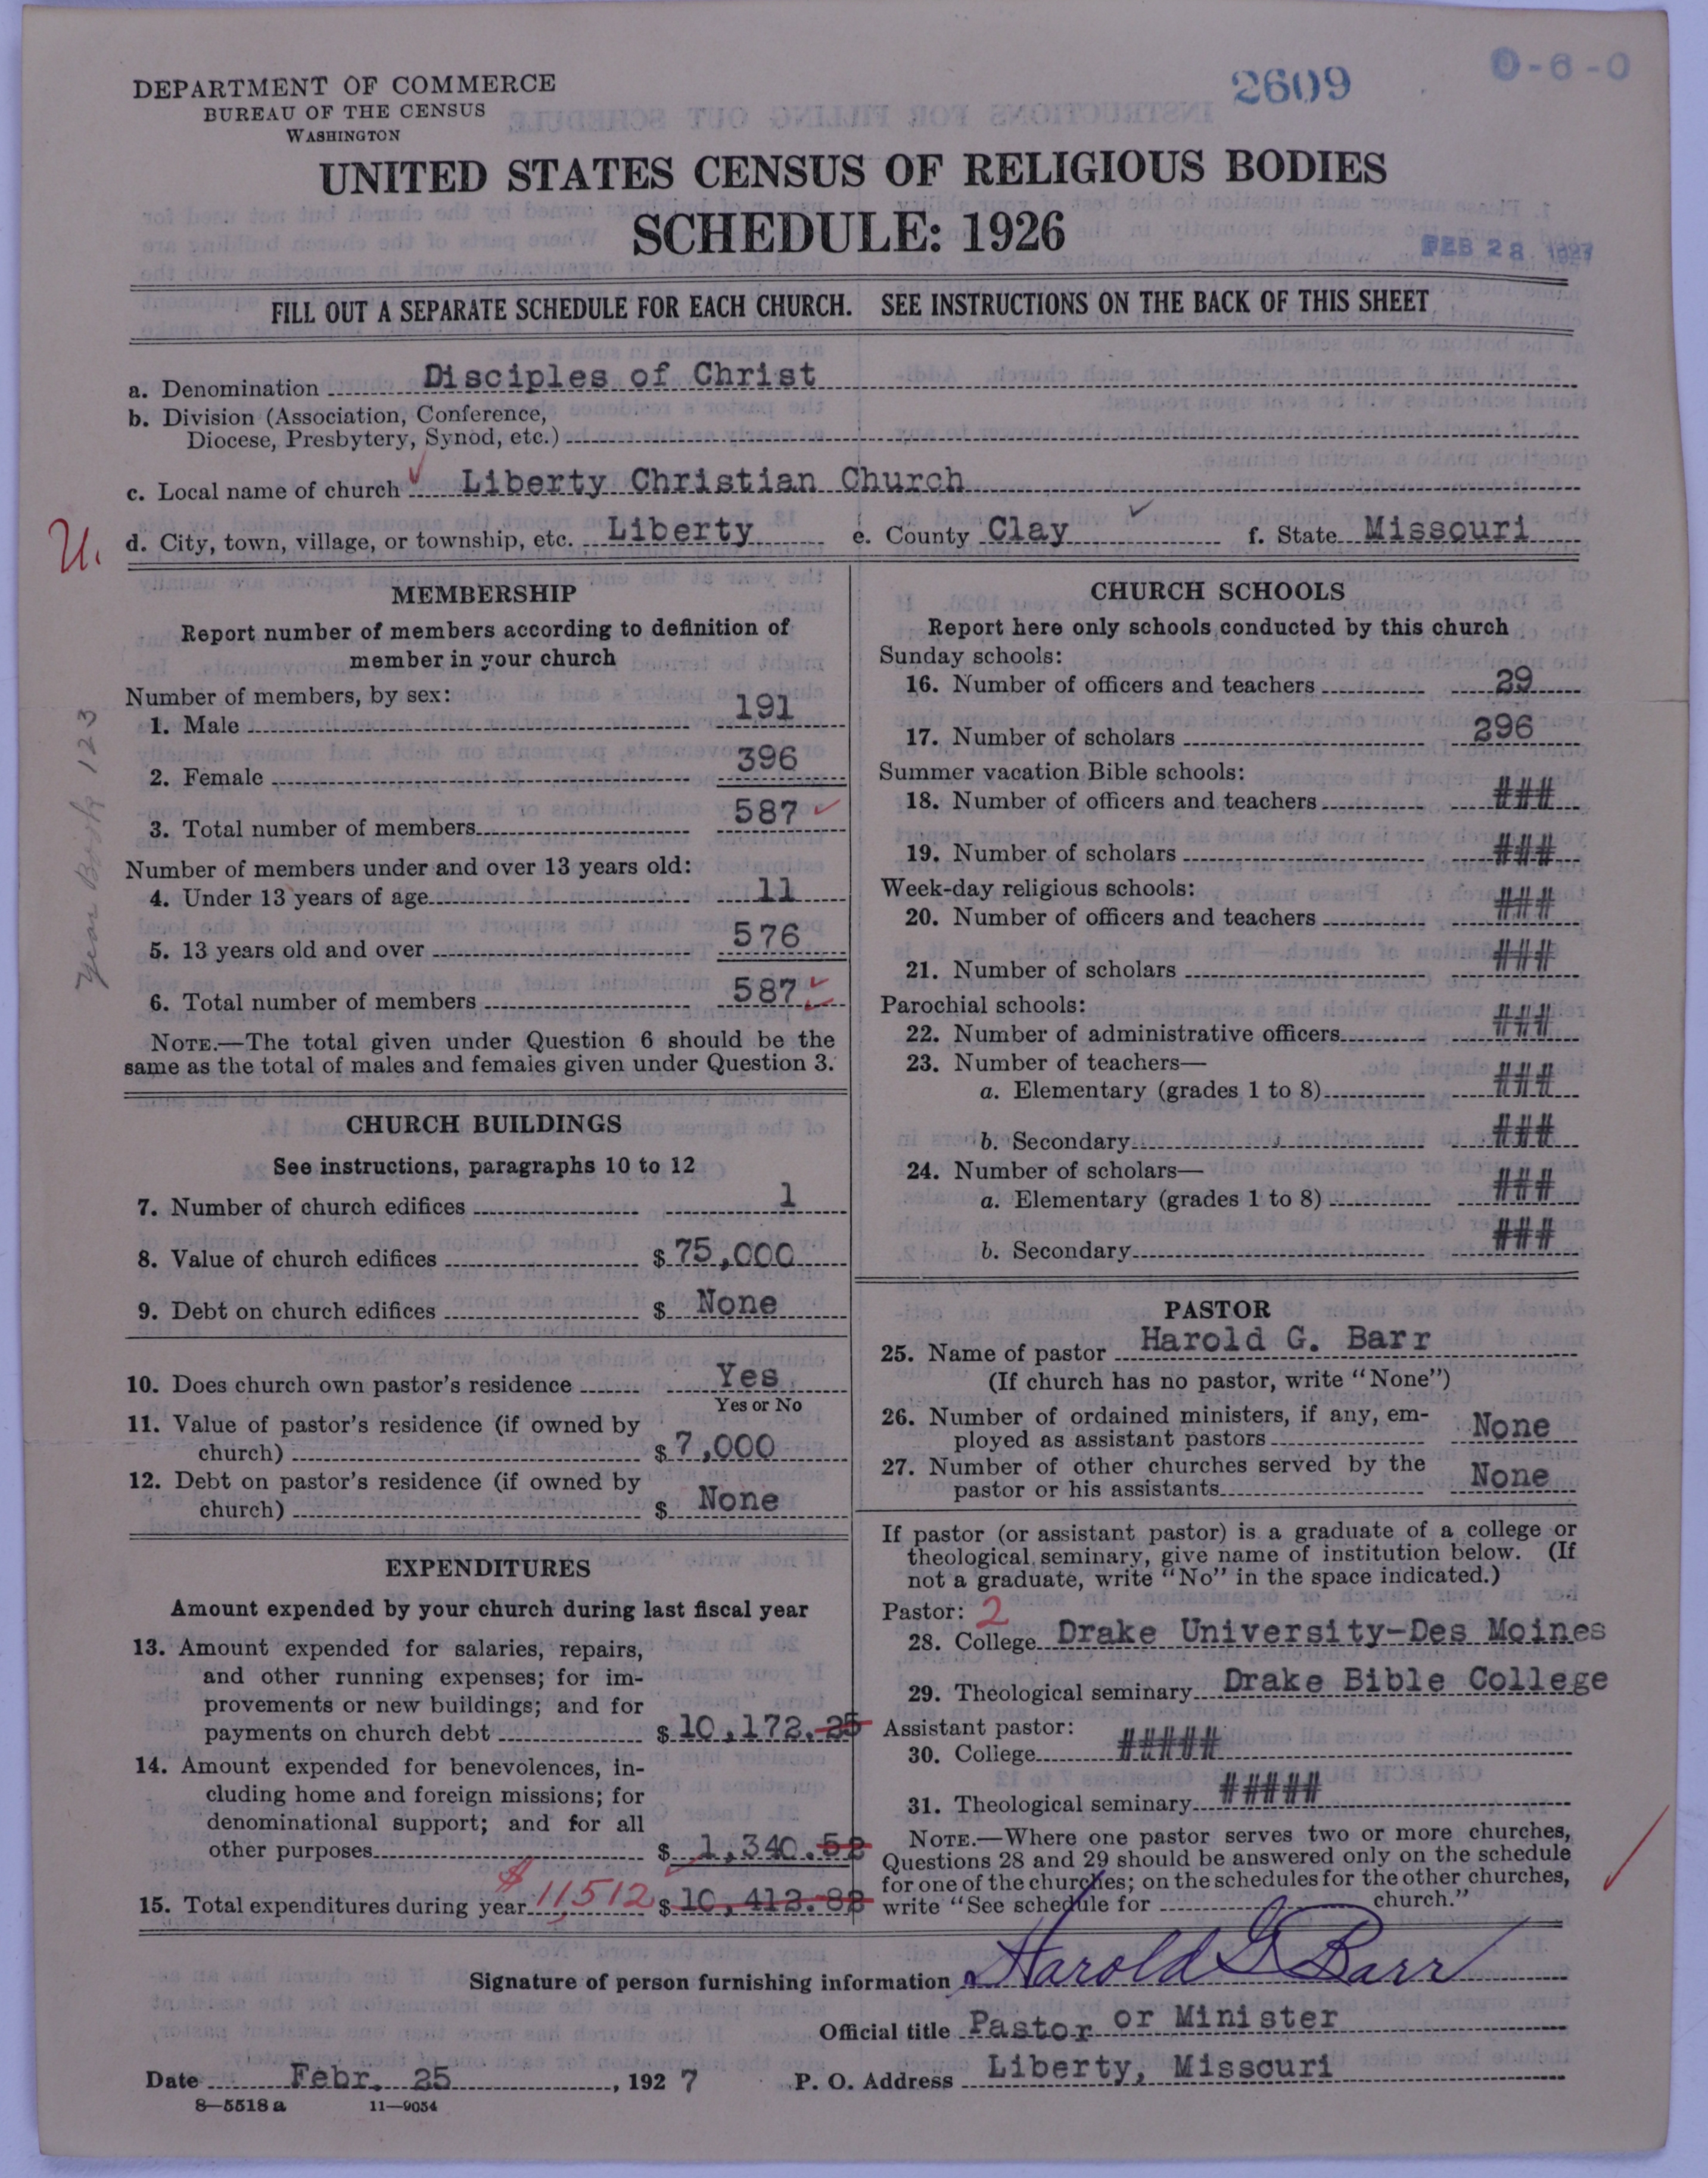 2609
0-6-0
DEPARTMENT OF COMMERCE
BUREAU OF THE CENSUS
WASHINGTON
UNITED STATES CENSUS OF RELIGIOUS BODIES
SCHEDULE: 1926
FEB 28 1927
FILL OUT A SEPARATE SCHEDULE FOR EACH CHURCH. SEE INSTRUCTIONS ON THE BACK OF THIS SHEET
a. Denomination Disciples of Christ
b. Division (Association, Conference,
Diocese, Presbytery, Synod, etc.)
c. Local name of church Liberty Christian Church
U.
d. City, town, village, or township, etc. Liberty e. County Clay f. State Missouri
MEMBERSHIP
Report number of members according to definition of
member in your church
Number of members, by sex:
1. Male 191
2. Female 396
3. Total number of members 587
Number of members under and over 13 years old:
4. Under 13 years of age 11
5. 13 years old and over 576
6. Total number of members 587
NOTE.—The total given under Question 6 should be the
same as the total of males and females given under Question 3.
Year Book 123
CHURCH BUILDINGS
See instructions, paragraphs 10 to 12
7. Number of church edifices 1
8. Value of church edifices $ 75,000
9. Debt on church edifices $ None
10. Does church own pastor's residence Yes
Yes or No
11. Value of pastor's residence (if owned by
church) $ 7,000
12. Debt on pastor's residence (if owned by
church) $ None
EXPENDITURES
Amount expended by your church during last fiscal year
13. Amount expended for salaries, repairs,
and other running expenses; for im-
provements or new buildings; and for
payments on church debt $ 10,172.25
14. Amount expended for benevolences, in-
cluding home and foreign missions; for
denominational support; and for all
other purposes $ 1,340.58
15. Total expenditures during year $ 11,512 $ 10,412.82
CHURCH SCHOOLS
Report here only schools conducted by this church
Sunday schools:
16. Number of officers and teachers 29
17. Number of scholars 296
Summer vacation Bible schools:
18. Number of officers and teachers ###
19. Number of scholars ###
Week-day religious schools:
20. Number of officers and teachers ###
21. Number of scholars ###
Parochial schools:
22. Number of administrative officers ###
23. Number of teachers—
a. Elementary (grades 1 to 8) ###
b. Secondary ###
24. Number of scholars—
a. Elementary (grades 1 to 8) ###
b. Secondary ###
PASTOR
25. Name of pastor Harold G. Barr
(If church has no pastor, write "None")
26. Number of ordained ministers, if any, em-
ployed as assistant pastors None
27. Number of other churches served by the
pastor or his assistants None
If pastor (or assistant pastor) is a graduate of a college or
theological seminary, give name of institution below. (If
not a graduate, write "No" in the space indicated.)
Pastor: 2
28. College Drake University-Des Moines
29. Theological seminary Drake Bible College
Assistant pastor:
30. College #####
31. Theological seminary #####
NOTE.—Where one pastor serves two or more churches,
Questions 28 and 29 should be answered only on the schedule
for one of the churches; on the schedules for the other churches,
write "See schedule for church."
Signature of person furnishing information Harold G Barr
Official title Pastor or Minister
Date Febr. 25, 1927 P. O. Address Liberty, Missouri
8—5518 a 11—9054